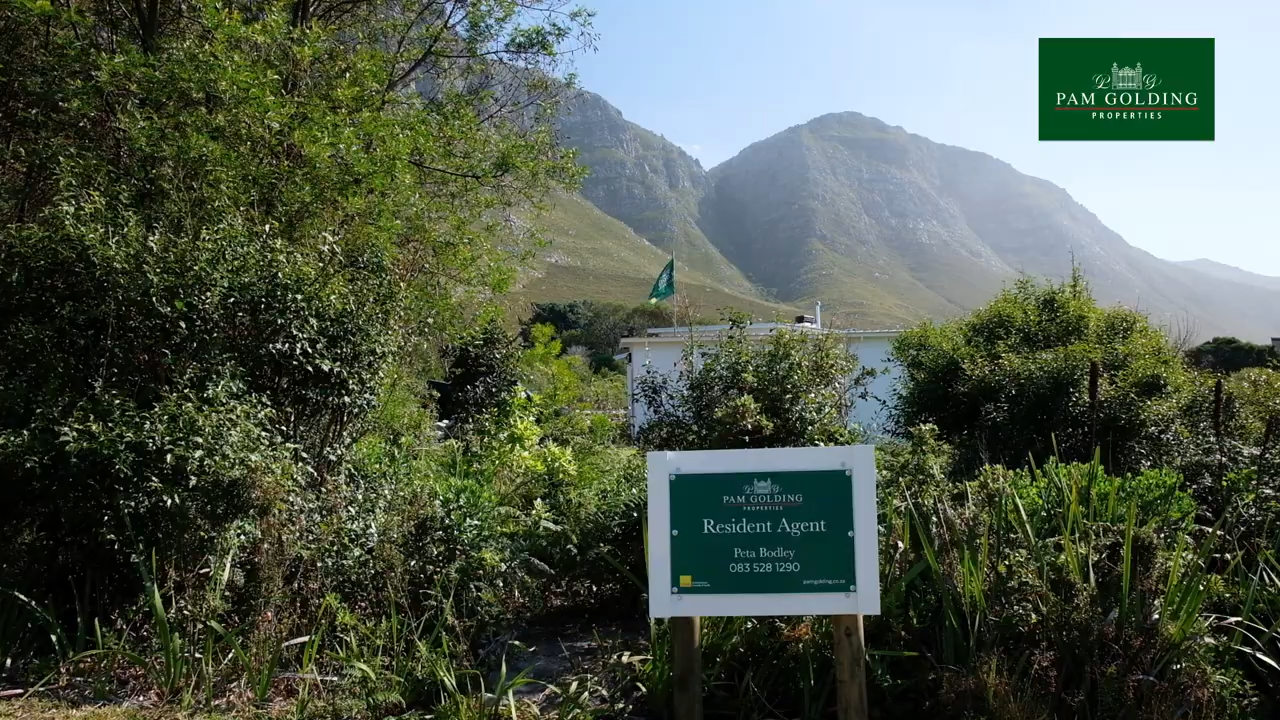 PAM GOLDING
PROPERTIES
PAM GOLDING
PROPERTIES
Resident Agent
Peta Bodley
083 528 1290
pamgolding.co.za